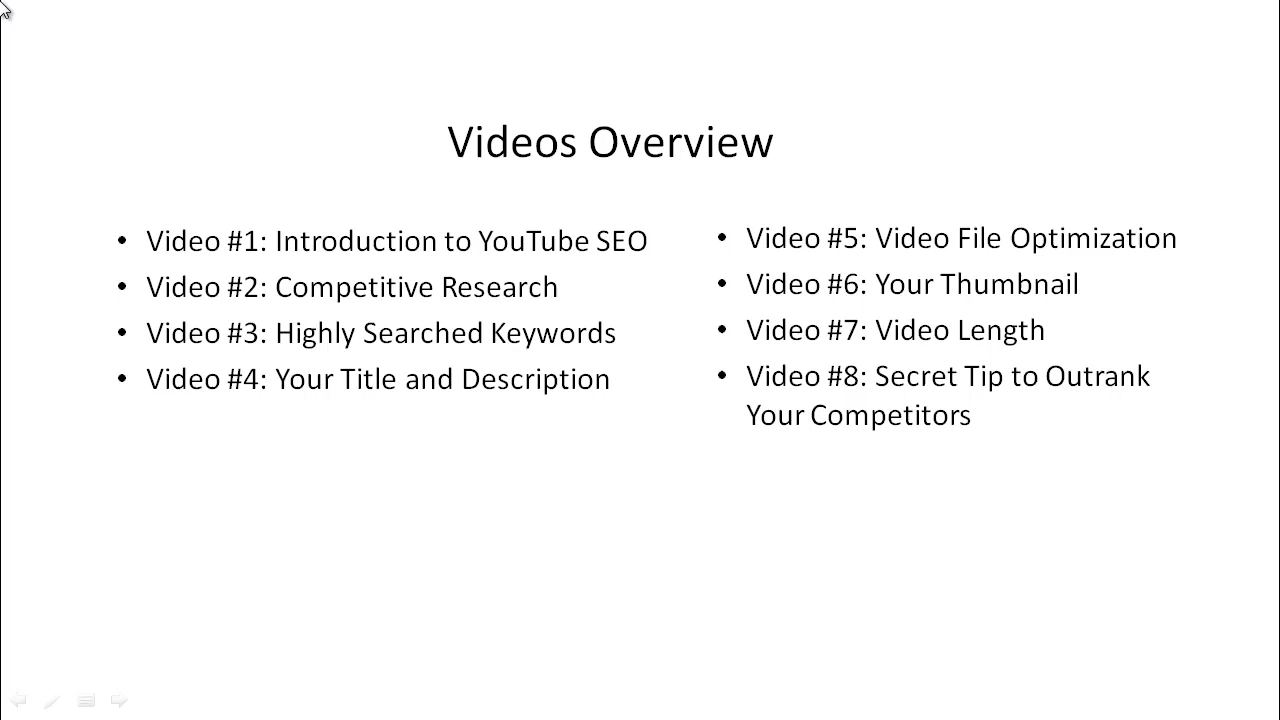 Videos Overview
• Video #1: Introduction to YouTube SEO
• Video #2: Competitive Research
• Video #3: Highly Searched Keywords
• Video #4: Your Title and Description
• Video #5: Video File Optimization
• Video #6: Your Thumbnail
• Video #7: Video Length
• Video #8: Secret Tip to Outrank
Your Competitors